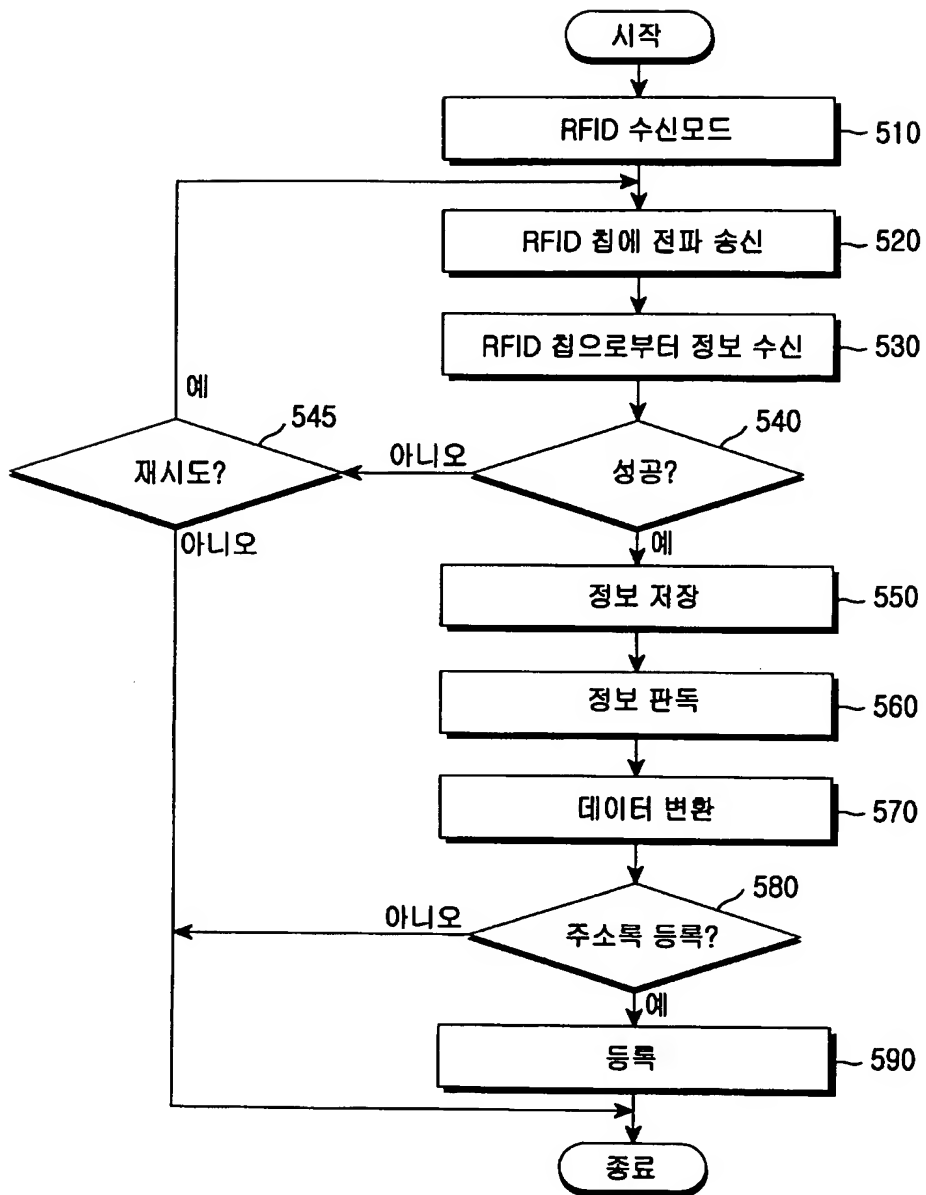 시작
RFID 수신모드
510
RFID 칩에 전파 송신
520
RFID 칩으로부터 정보 수신
530
예
545
540
재시도?
아니오
성공?
아니오
예
정보 저장
550
정보 판독
560
데이터 변환
570
580
아니오
주소록 등록?
예
등록
590
종료